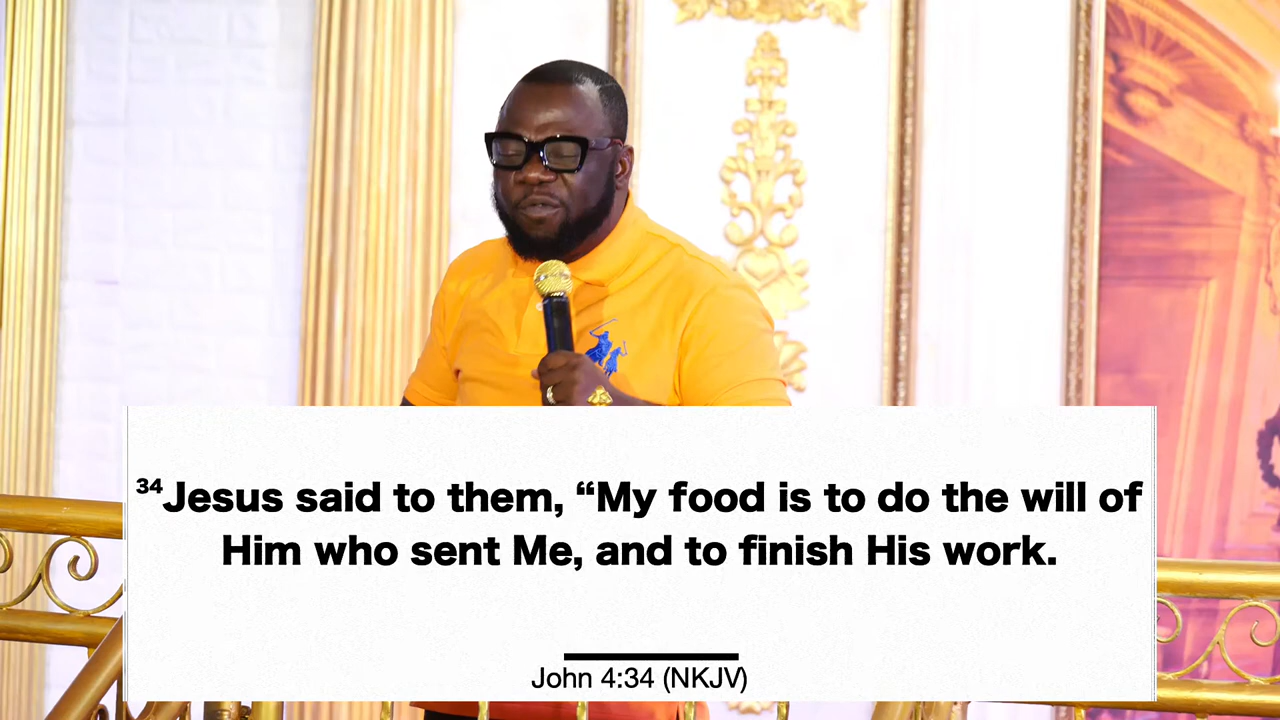 ³⁴Jesus said to them, “My food is to do the will of
Him who sent Me, and to finish His work.
John 4:34 (NKJV)